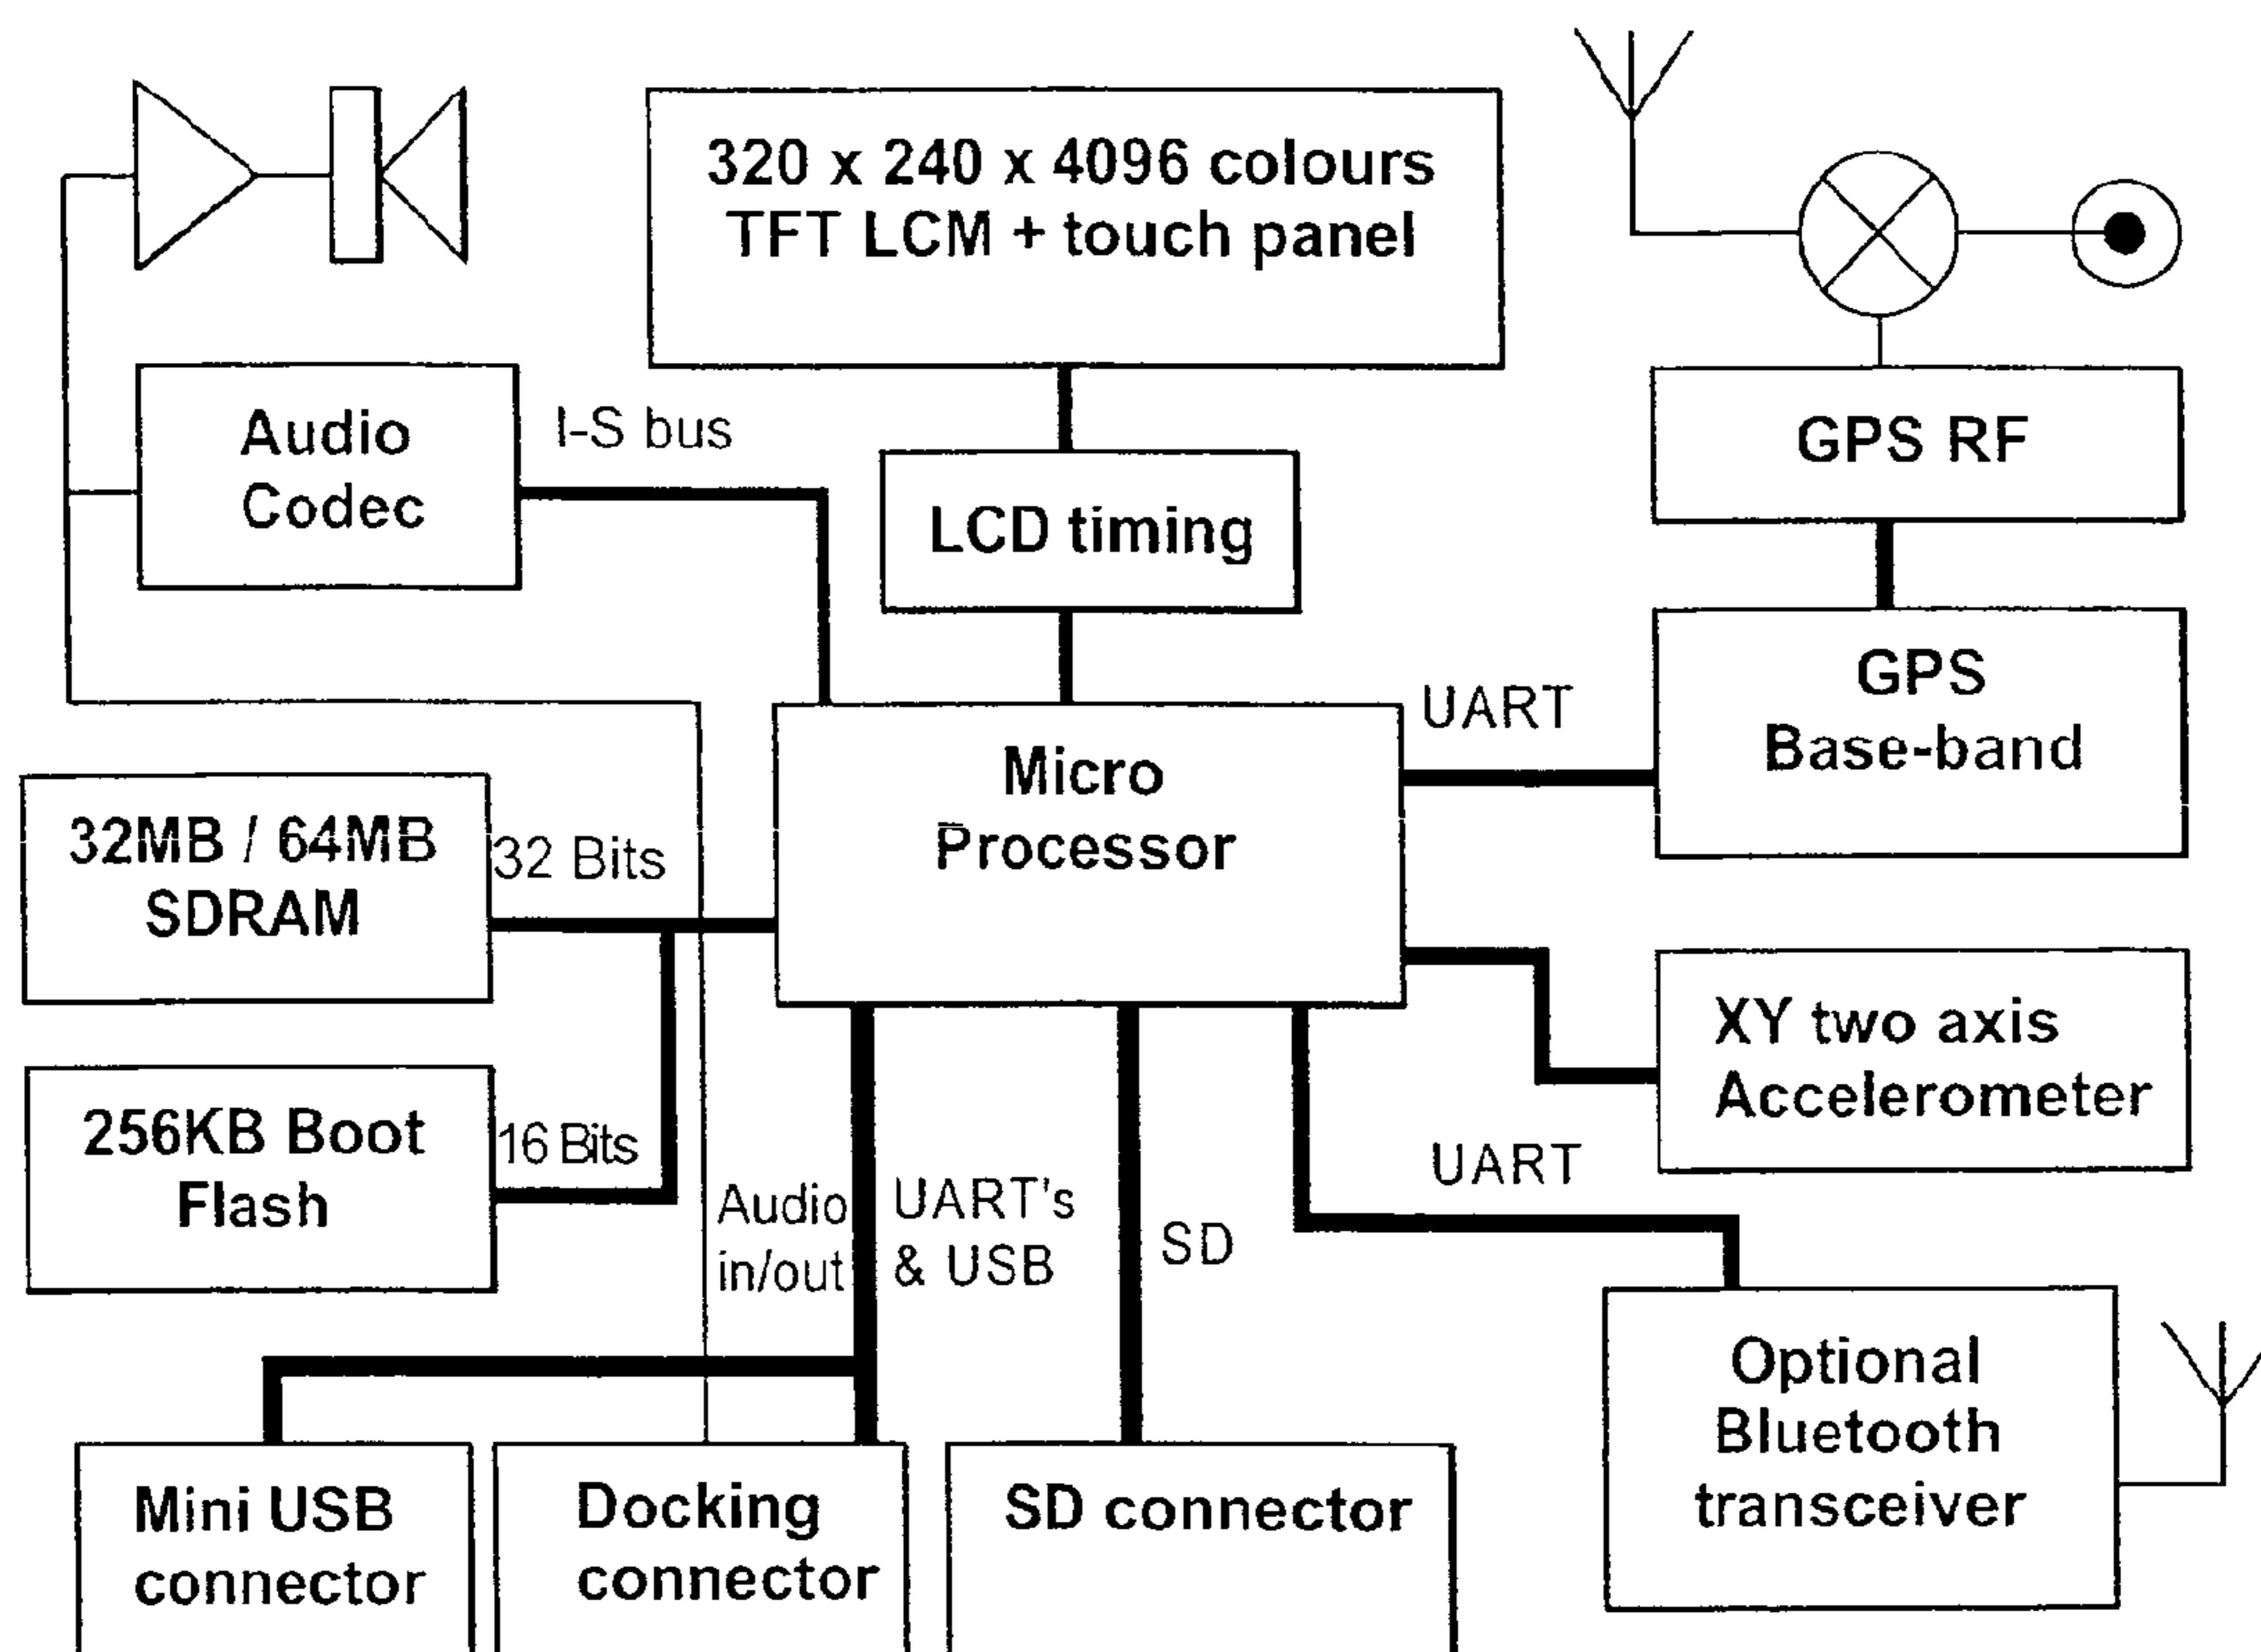 320 x 240 x 4096 colours
TFT LCM + touch panel
Audio
Codec
I-S bus
LCD timing
GPS RF
GPS
Base-band
UART
Micro
Processor
32MB / 64MB
SDRAM
32 Bits
XY two axis
Accelerometer
256KB Boot
Flash
16 Bits
Audio
in/out
UART's
& USB
SD
UART
Optional
Bluetooth
transceiver
Mini USB
connector
Docking
connector
SD connector